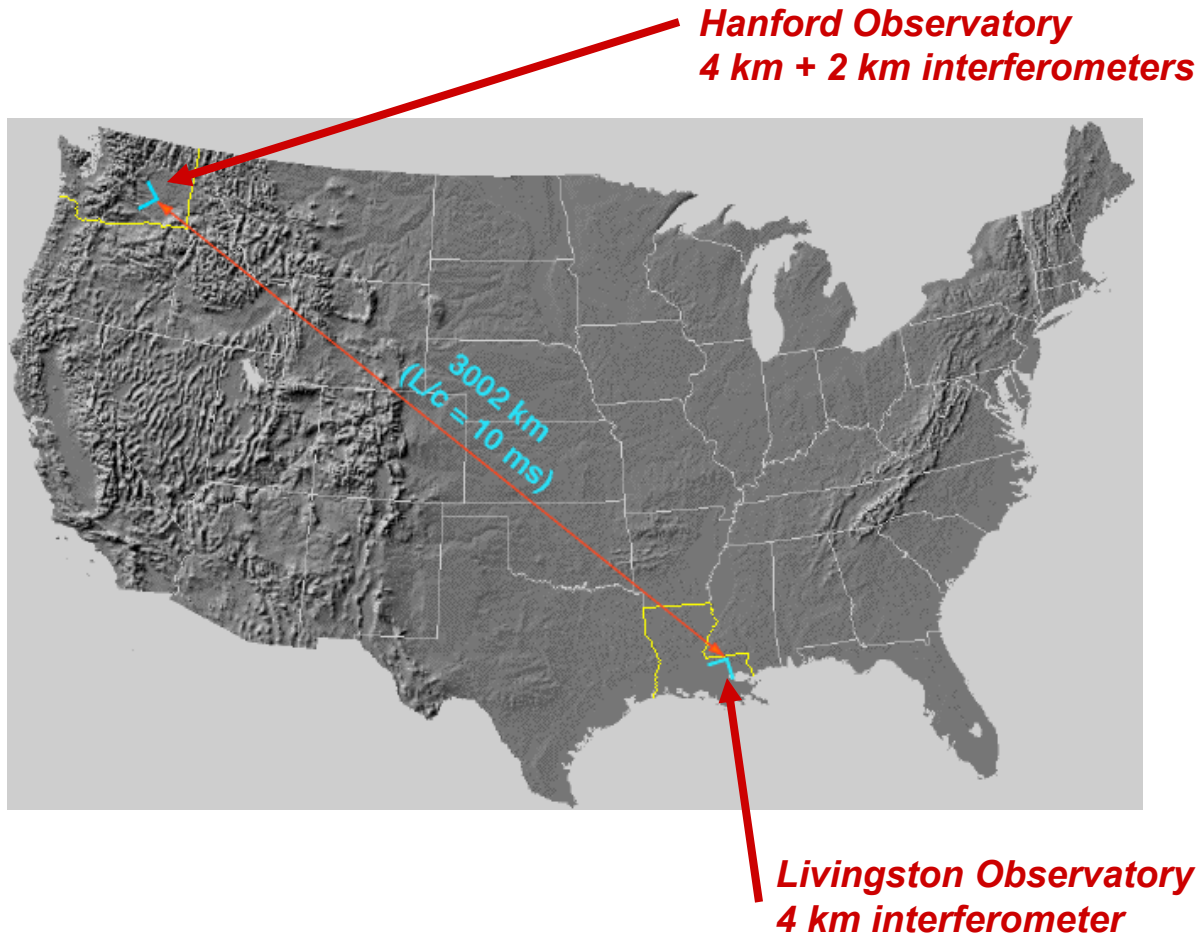 Hanford Observatory
4 km + 2 km interferometers
3002 km
(L/c = 10 ms)
Livingston Observatory
4 km interferometer